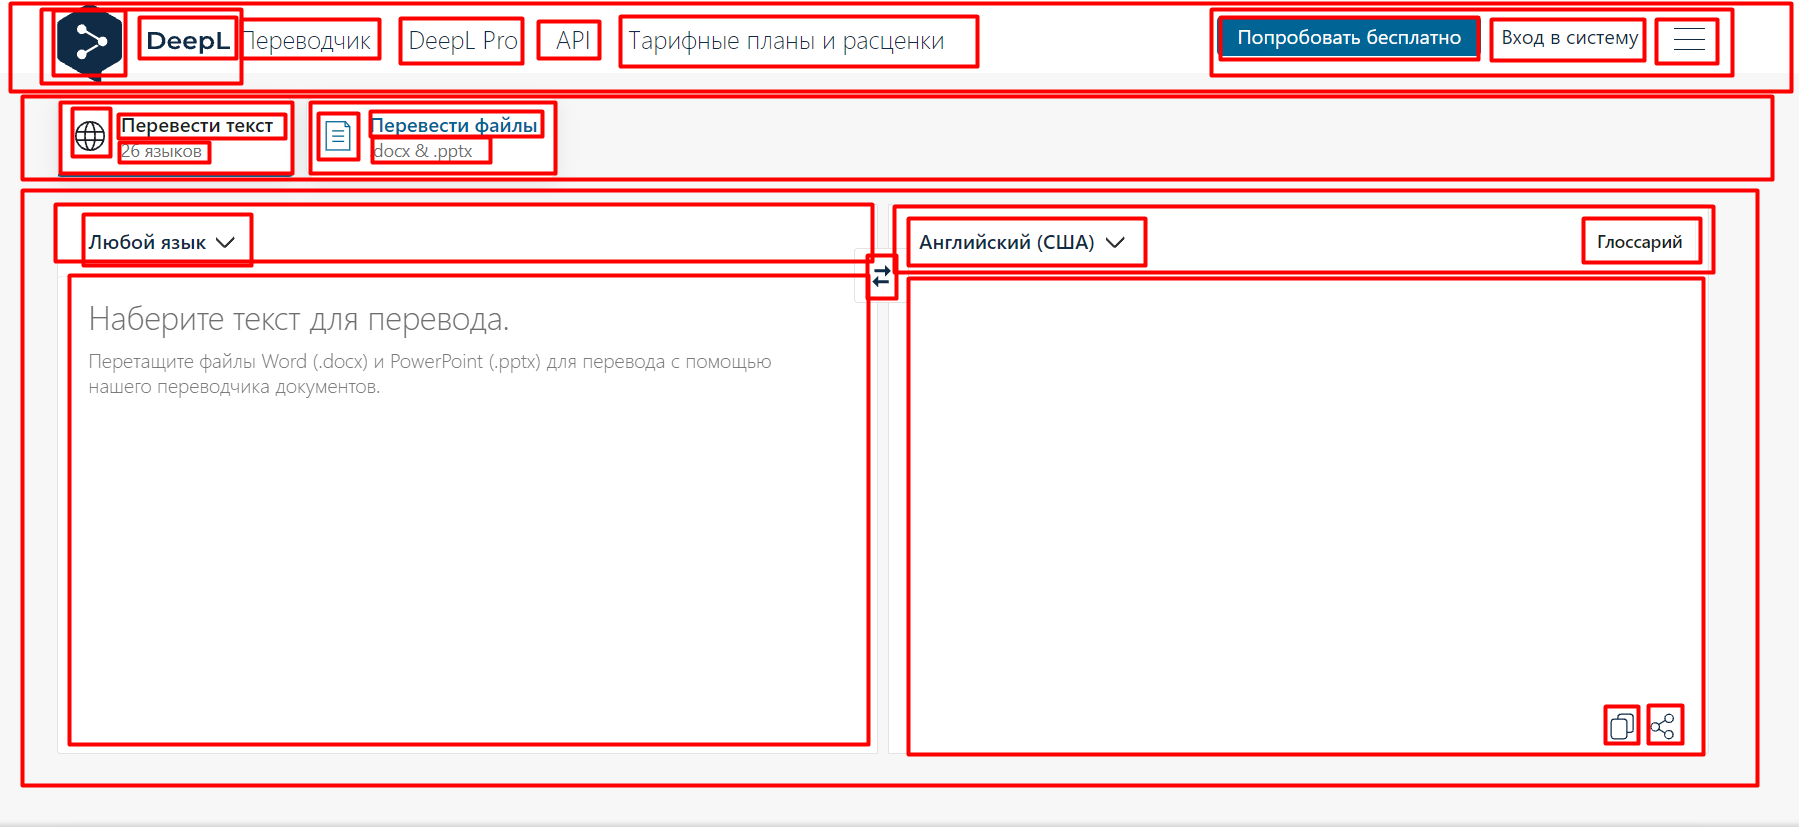 DeepL Переводчик DeepL Pro API Тарифные планы и расценки Попробовать бесплатно Вход в систему
Перевести текст
26 языков
Перевести файлы
docx & .pptx
Любой язык
Английский (США) Глоссарий
Наберите текст для перевода.
Перетащите файлы Word (.docx) и PowerPoint (.pptx) для перевода с помощью
нашего переводчика документов.